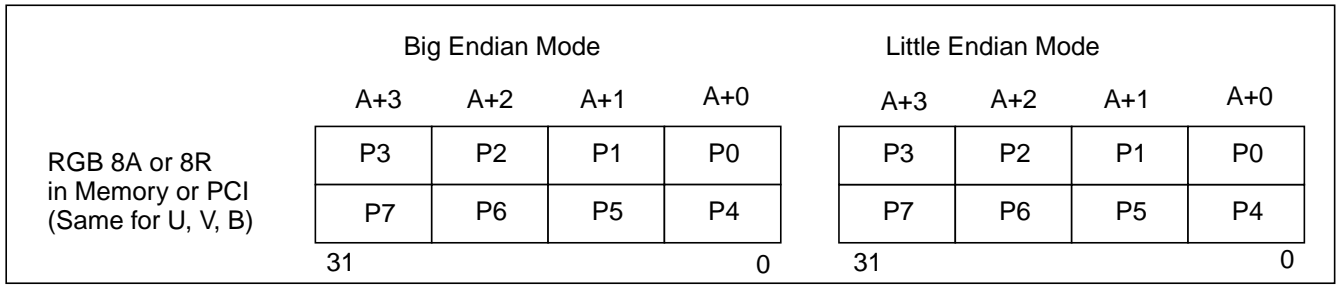 Big Endian Mode Little Endian Mode
A+3 A+2 A+1 A+0 A+3 A+2 A+1 A+0
RGB 8A or 8R
in Memory or PCI
(Same for U, V, B)
P3 P2 P1 P0 P3 P2 P1 P0
P7 P6 P5 P4 P7 P6 P5 P4
31 0 31 0